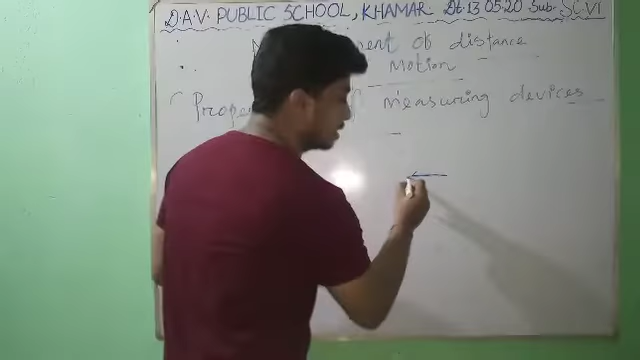 D.A.V. PUBLIC SCHOOL, KHAMAR. Dt. 13.05.20 Sub. SC VI
of distance
Motion
measuring devices